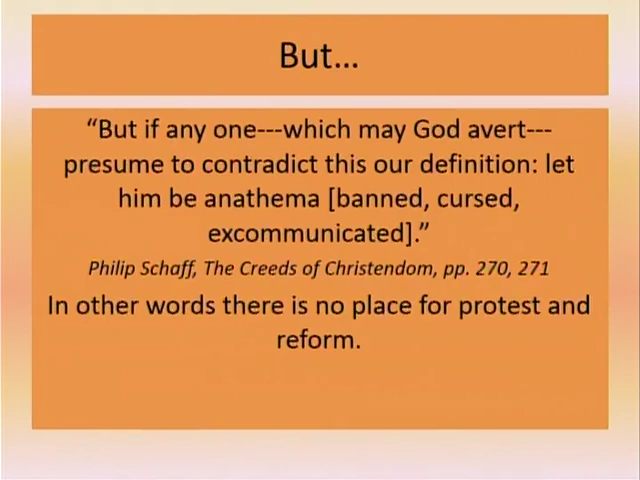 But...
“But if any one---which may God avert---
presume to contradict this our definition: let
him be anathema [banned, cursed,
excommunicated].”
Philip Schaff, The Creeds of Christendom, pp. 270, 271
In other words there is no place for protest and
reform.